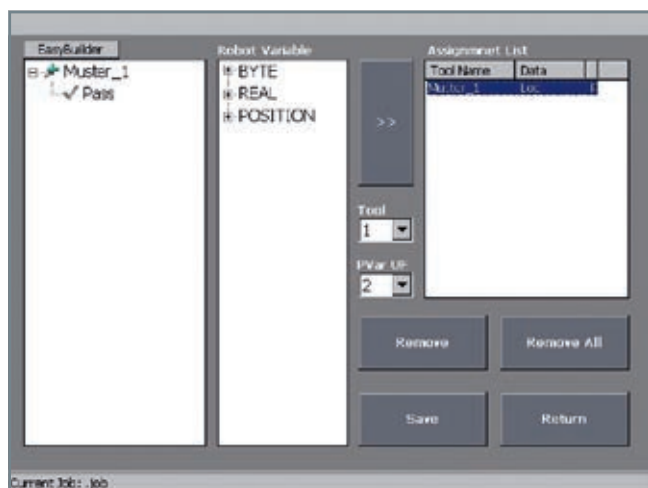 EasyBuilder
Muster_1
Pass
Robot Variable
BYTE
REAL
POSITION
>>
Tool
1
PVar UF
2
Assignmnet List
Tool Name Data
Muster_1 Loc
Remove Remove All
Save Return
Current Job: .job